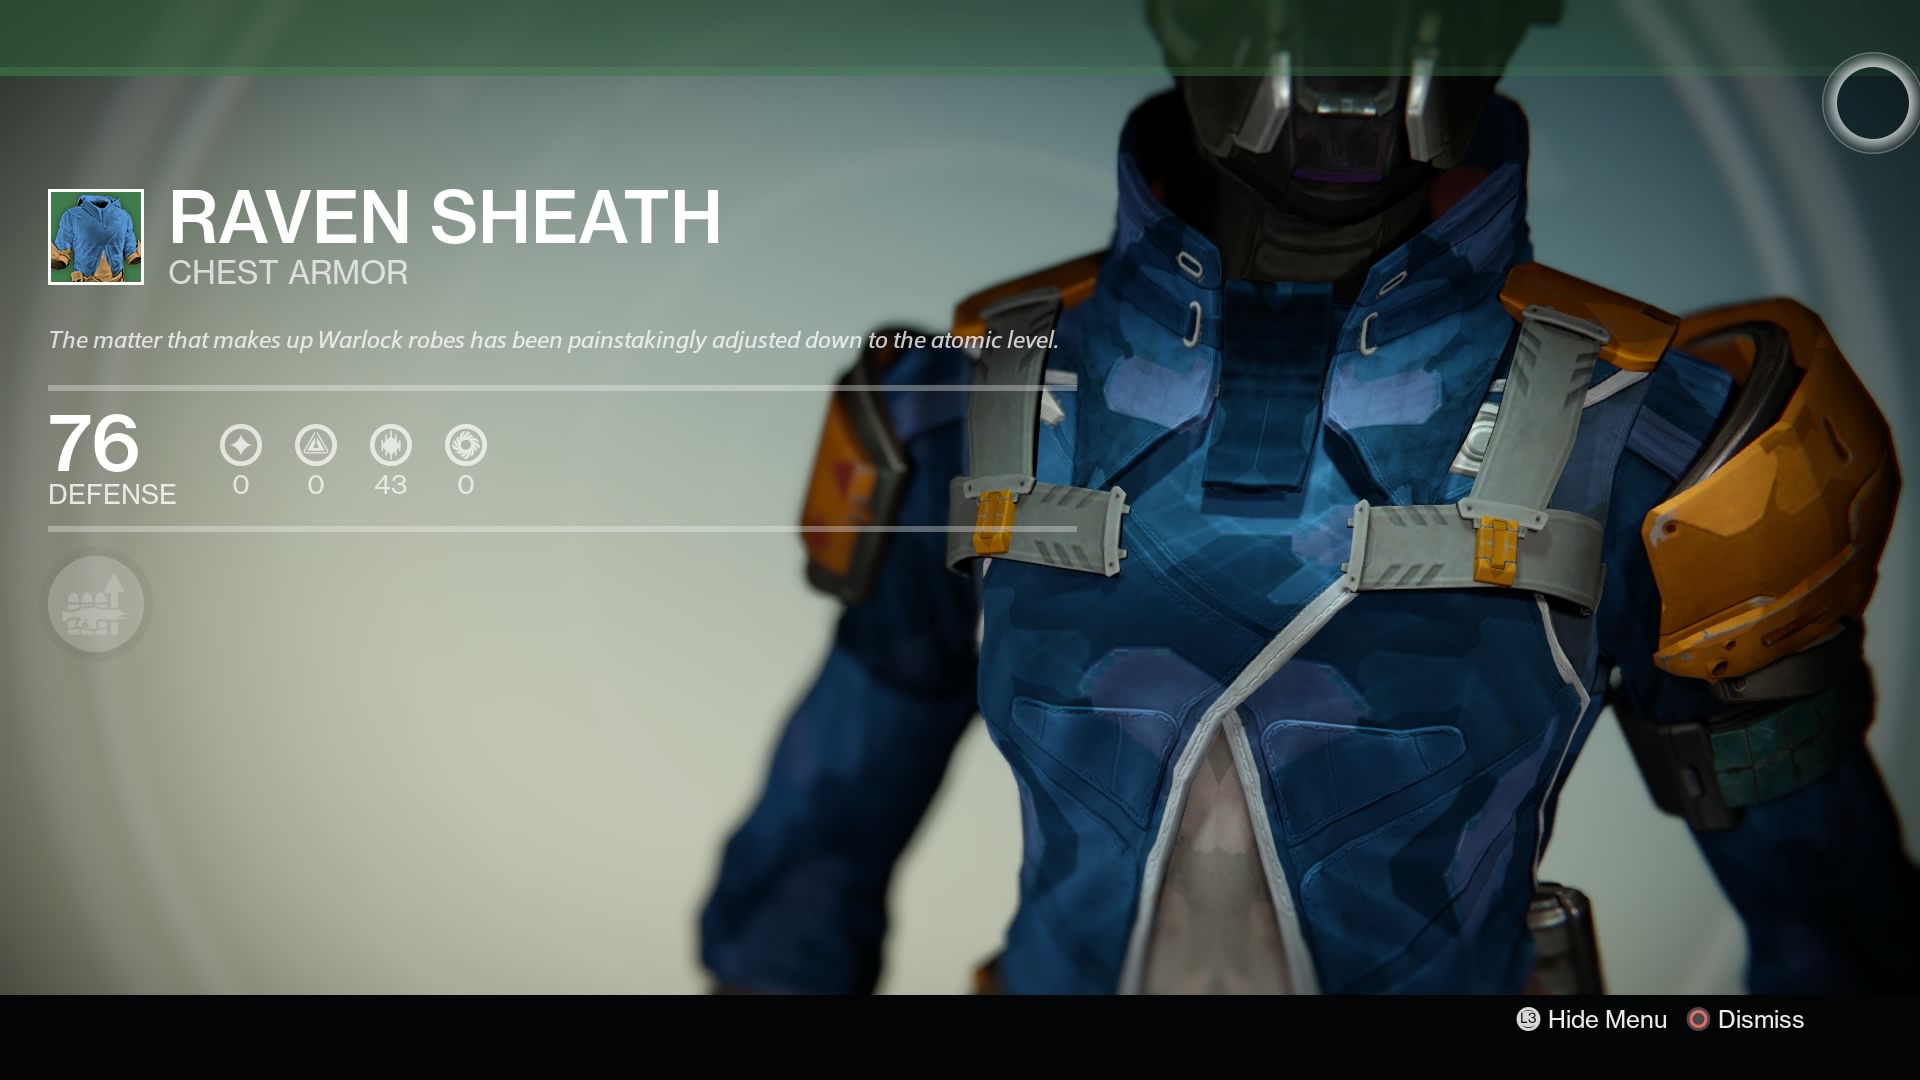 RAVEN SHEATH
CHEST ARMOR
The matter that makes up Warlock robes has been painstakingly adjusted down to the atomic level.
76
DEFENSE
0 0 43 0
L3 Hide Menu Dismiss